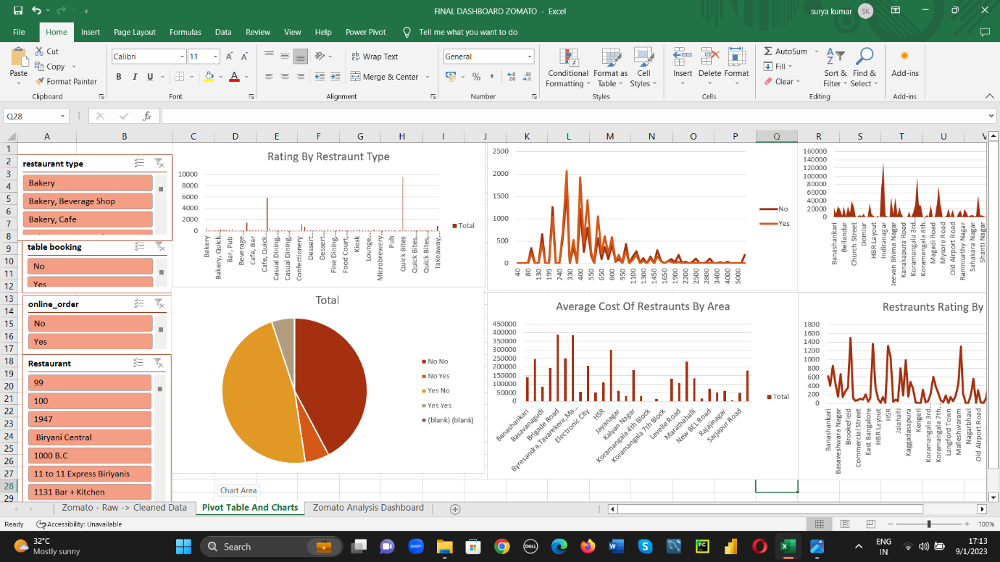 FINAL DASHBOARD ZOMATO - Excel
surya kumar SK
File Home Insert Page Layout Formulas Data Review View Help Power Pivot Tell me what you want to do
Paste
Cut
Copy
Format Painter
Clipboard
Calibri 11
B I U
Font
Wrap Text
Merge & Center
Alignment
General
Number
Conditional Formatting
Format as Table
Cell Styles
Styles
Insert Delete Format
Cells
AutoSum
Fill
Clear
Sort & Filter
Find & Select
Editing
Add-ins
Add-ins
Q28
fx
A B C D E F G H I J K L M N O P Q R S T U V
1
2
3
4
5
6
7
8
9
10
11
12
13
14
15
16
17
18
19
20
21
22
23
24
25
26
27
28
29
restaurant type
Bakery
Bakery, Beverage Shop
Bakery, Cafe
table booking
No
Yes
online_order
No
Yes
Restaurant
99
100
1947
Biryani Central
1000 B.C
11 to 11 Express Biriyanis
1131 Bar + Kitchen
Rating By Restraunt Type
10000
8000
6000
4000
2000
0
Bakery
Bakery, Quick...
Bar, Pub
Beverage...
Cafe, Bar
Cafe, Quick...
Casual Dining,...
Casual Dining,...
Confectionery
Dessert...
Dessert...
Fine Dining,...
Food Court,...
Kiosk
Lounge,...
Microbrewery,...
Pub
Quick Bites
Quick Bites,...
Quick Bites,...
Takeaway,...
Total
2500
2000
1500
1000
500
0
40 80 130 199 240 330 400 550 650 800 950 1100 1300 1450 1650 1900 2200 2500 2800 3400 4000 5000
No
Yes
160000
140000
120000
100000
80000
60000
40000
20000
0
Banashankari
Bellandur
Church Street
Domlur
HBR Layout
Indiranagar
Jeevan Bhima Nagar
Kanakapura Road
Koramangala 3rd...
Koramangala 6th...
Magadi Road
Mysore Road
Old Airport Road
Rammurthy Nagar
Sahakara Nagar
Shanti Nagar
Total
No No
No Yes
Yes No
Yes Yes
(blank) (blank)
Chart Area
Average Cost Of Restraunts By Area
450000
400000
350000
300000
250000
200000
150000
100000
50000
0
Banashankari
Basavanagudi
Brigade Road
Byresandra,Tavarekere,Ma...
Electronic City
HSR
Jayanagar
Kalyan Nagar
Koramangala 4th Block
Koramangala 7th Block
Lavelle Road
Marathahalli
New BEL Road
Rajajinagar
Sarjapur Road
Total
Restraunts Rating By
1800
1600
1400
1200
1000
800
600
400
200
0
Banashankari
Basaveshwara Nagar
Brookefield
Commercial Street
East Bangalore
HBR Layout
HSR
Jalahalli
Kaggadasapura
Kengeri
Koramangala 3rd...
Koramangala 7th...
Langford Town
Malleshwaram
Nagarbhavi
Old Airport Road
Zomato - Raw -> Cleaned Data Pivot Table And Charts Zomato Analysis Dashboard
Ready Accessibility: Unavailable 100%
32°C
Mostly sunny
Search
ENG
IN
17:13
9/1/2023